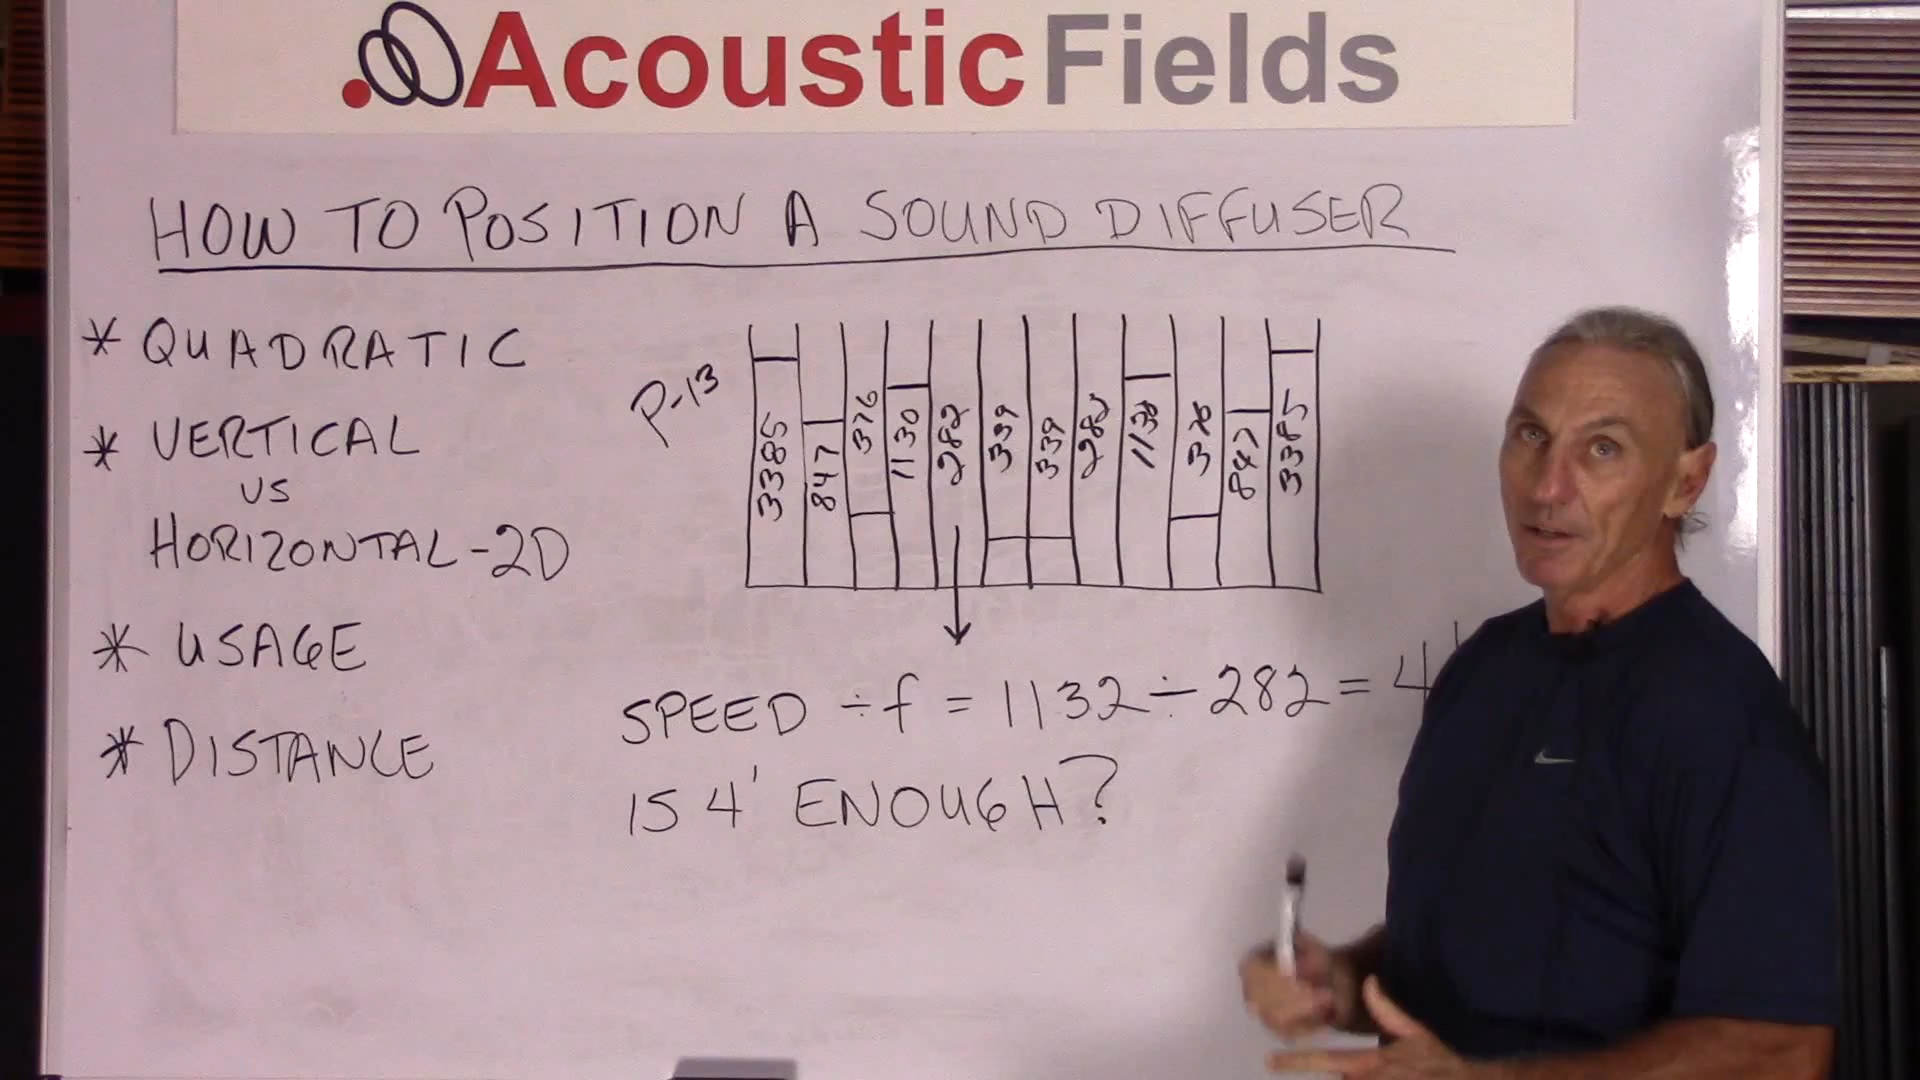 AcousticFields
HOW TO POSITION A SOUND DIFFUSER
* QUADRATIC
* VERTICAL
VS
HORIZONTAL-2D
* USAGE
* DISTANCE
P-13
3385 847 376 1130 282 339 339 282 1130 376 847 3385
SPEED ÷ f = 1132 ÷ 282 = 4'
IS 4' ENOUGH?